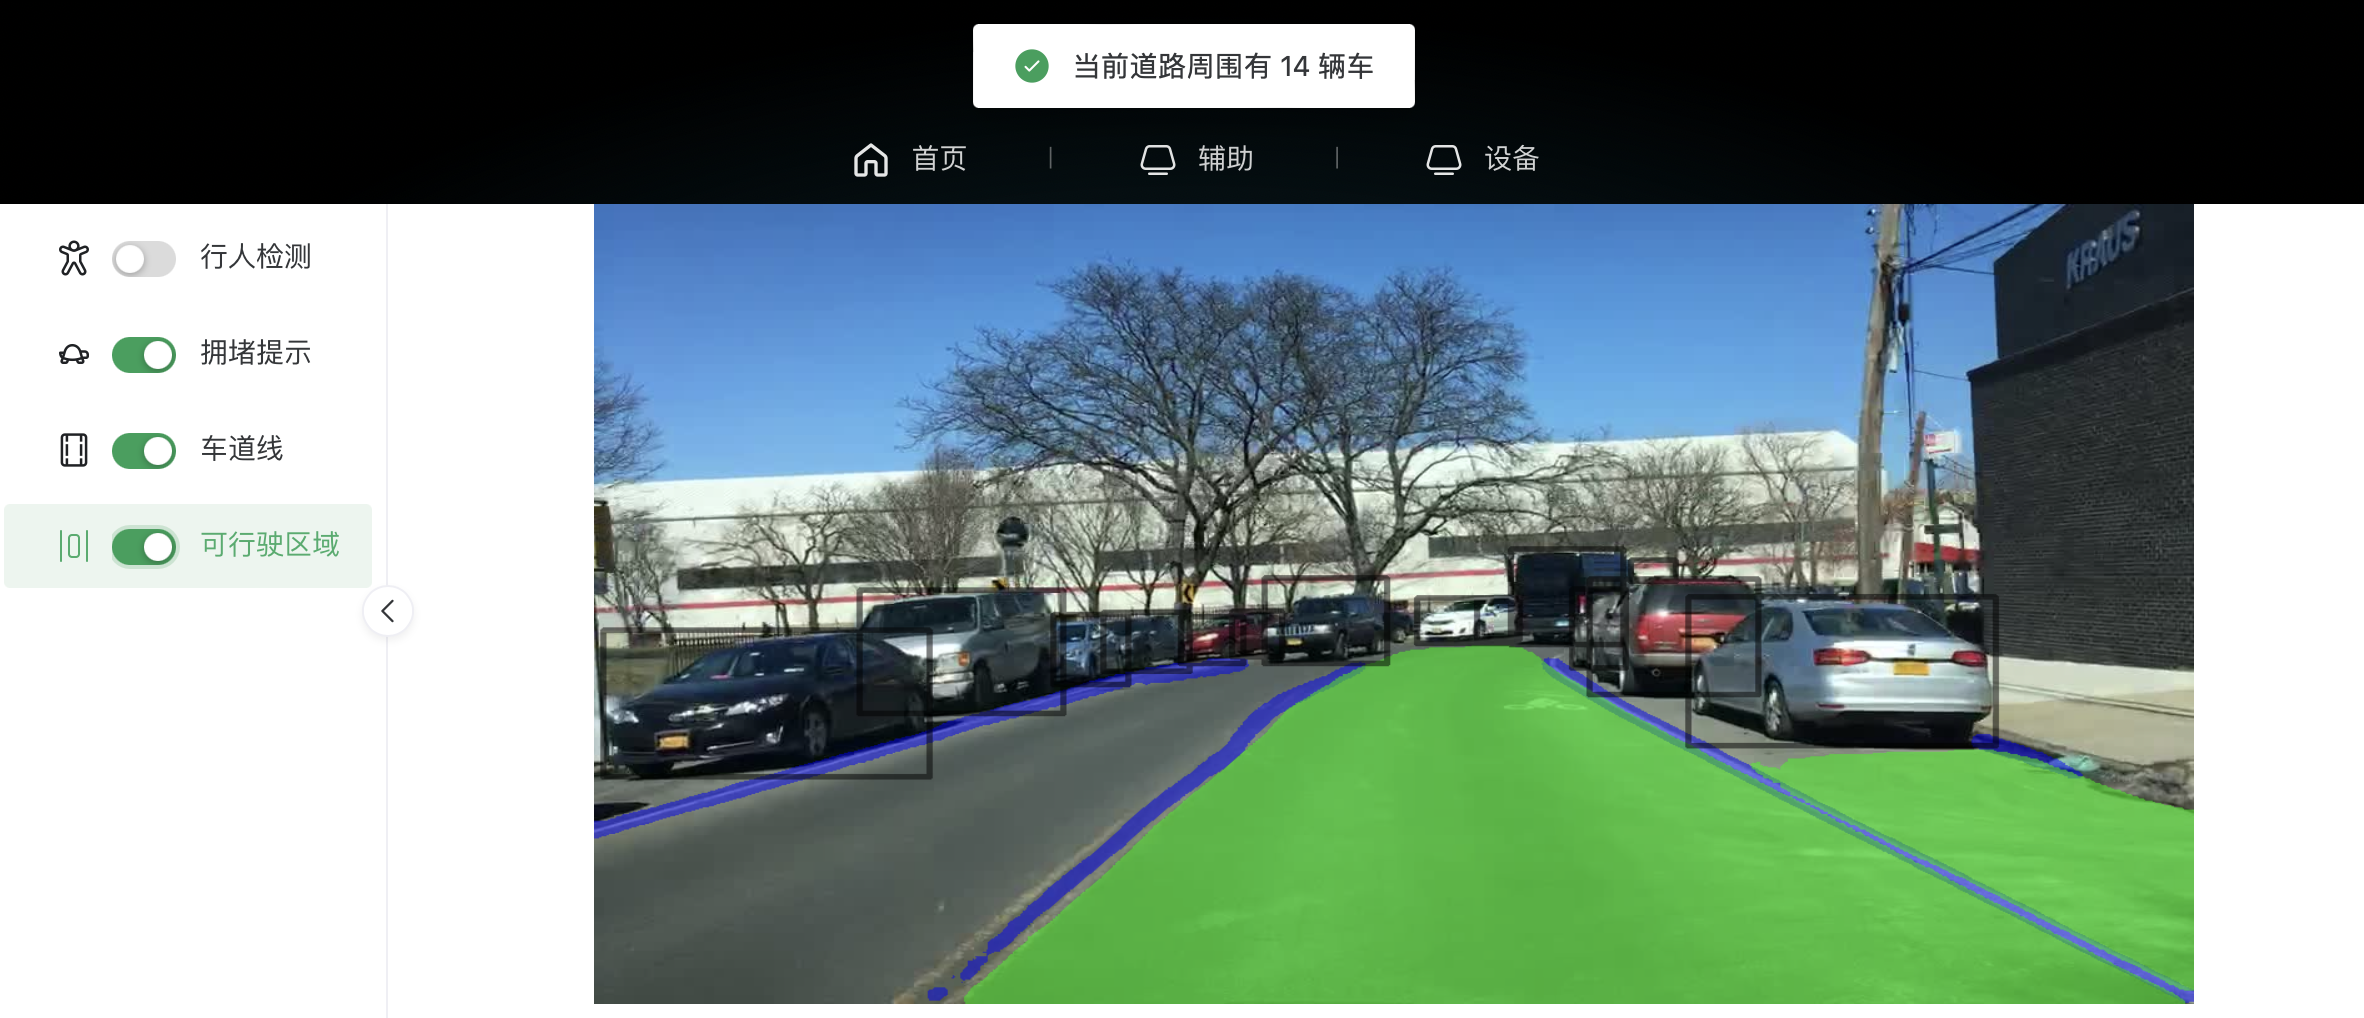 当前道路周围有 14 辆车
首页
辅助
设备
行人检测
拥堵提示
车道线
可行驶区域
KRAUS